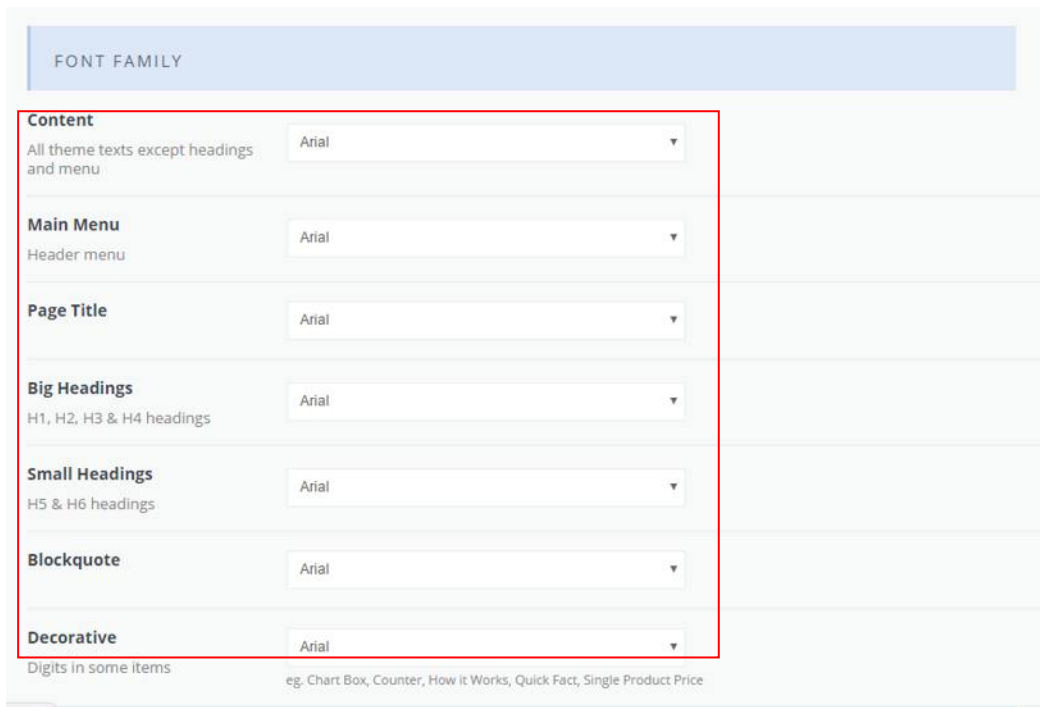 FONT FAMILY
Content
All theme texts except headings
and menu
Arial
Main Menu
Header menu
Arial
Page Title
Arial
Big Headings
H1, H2, H3 & H4 headings
Arial
Small Headings
H5 & H6 headings
Arial
Blockquote
Arial
Decorative
Digits in some items
Arial
eg. Chart Box, Counter, How it Works, Quick Fact, Single Product Price